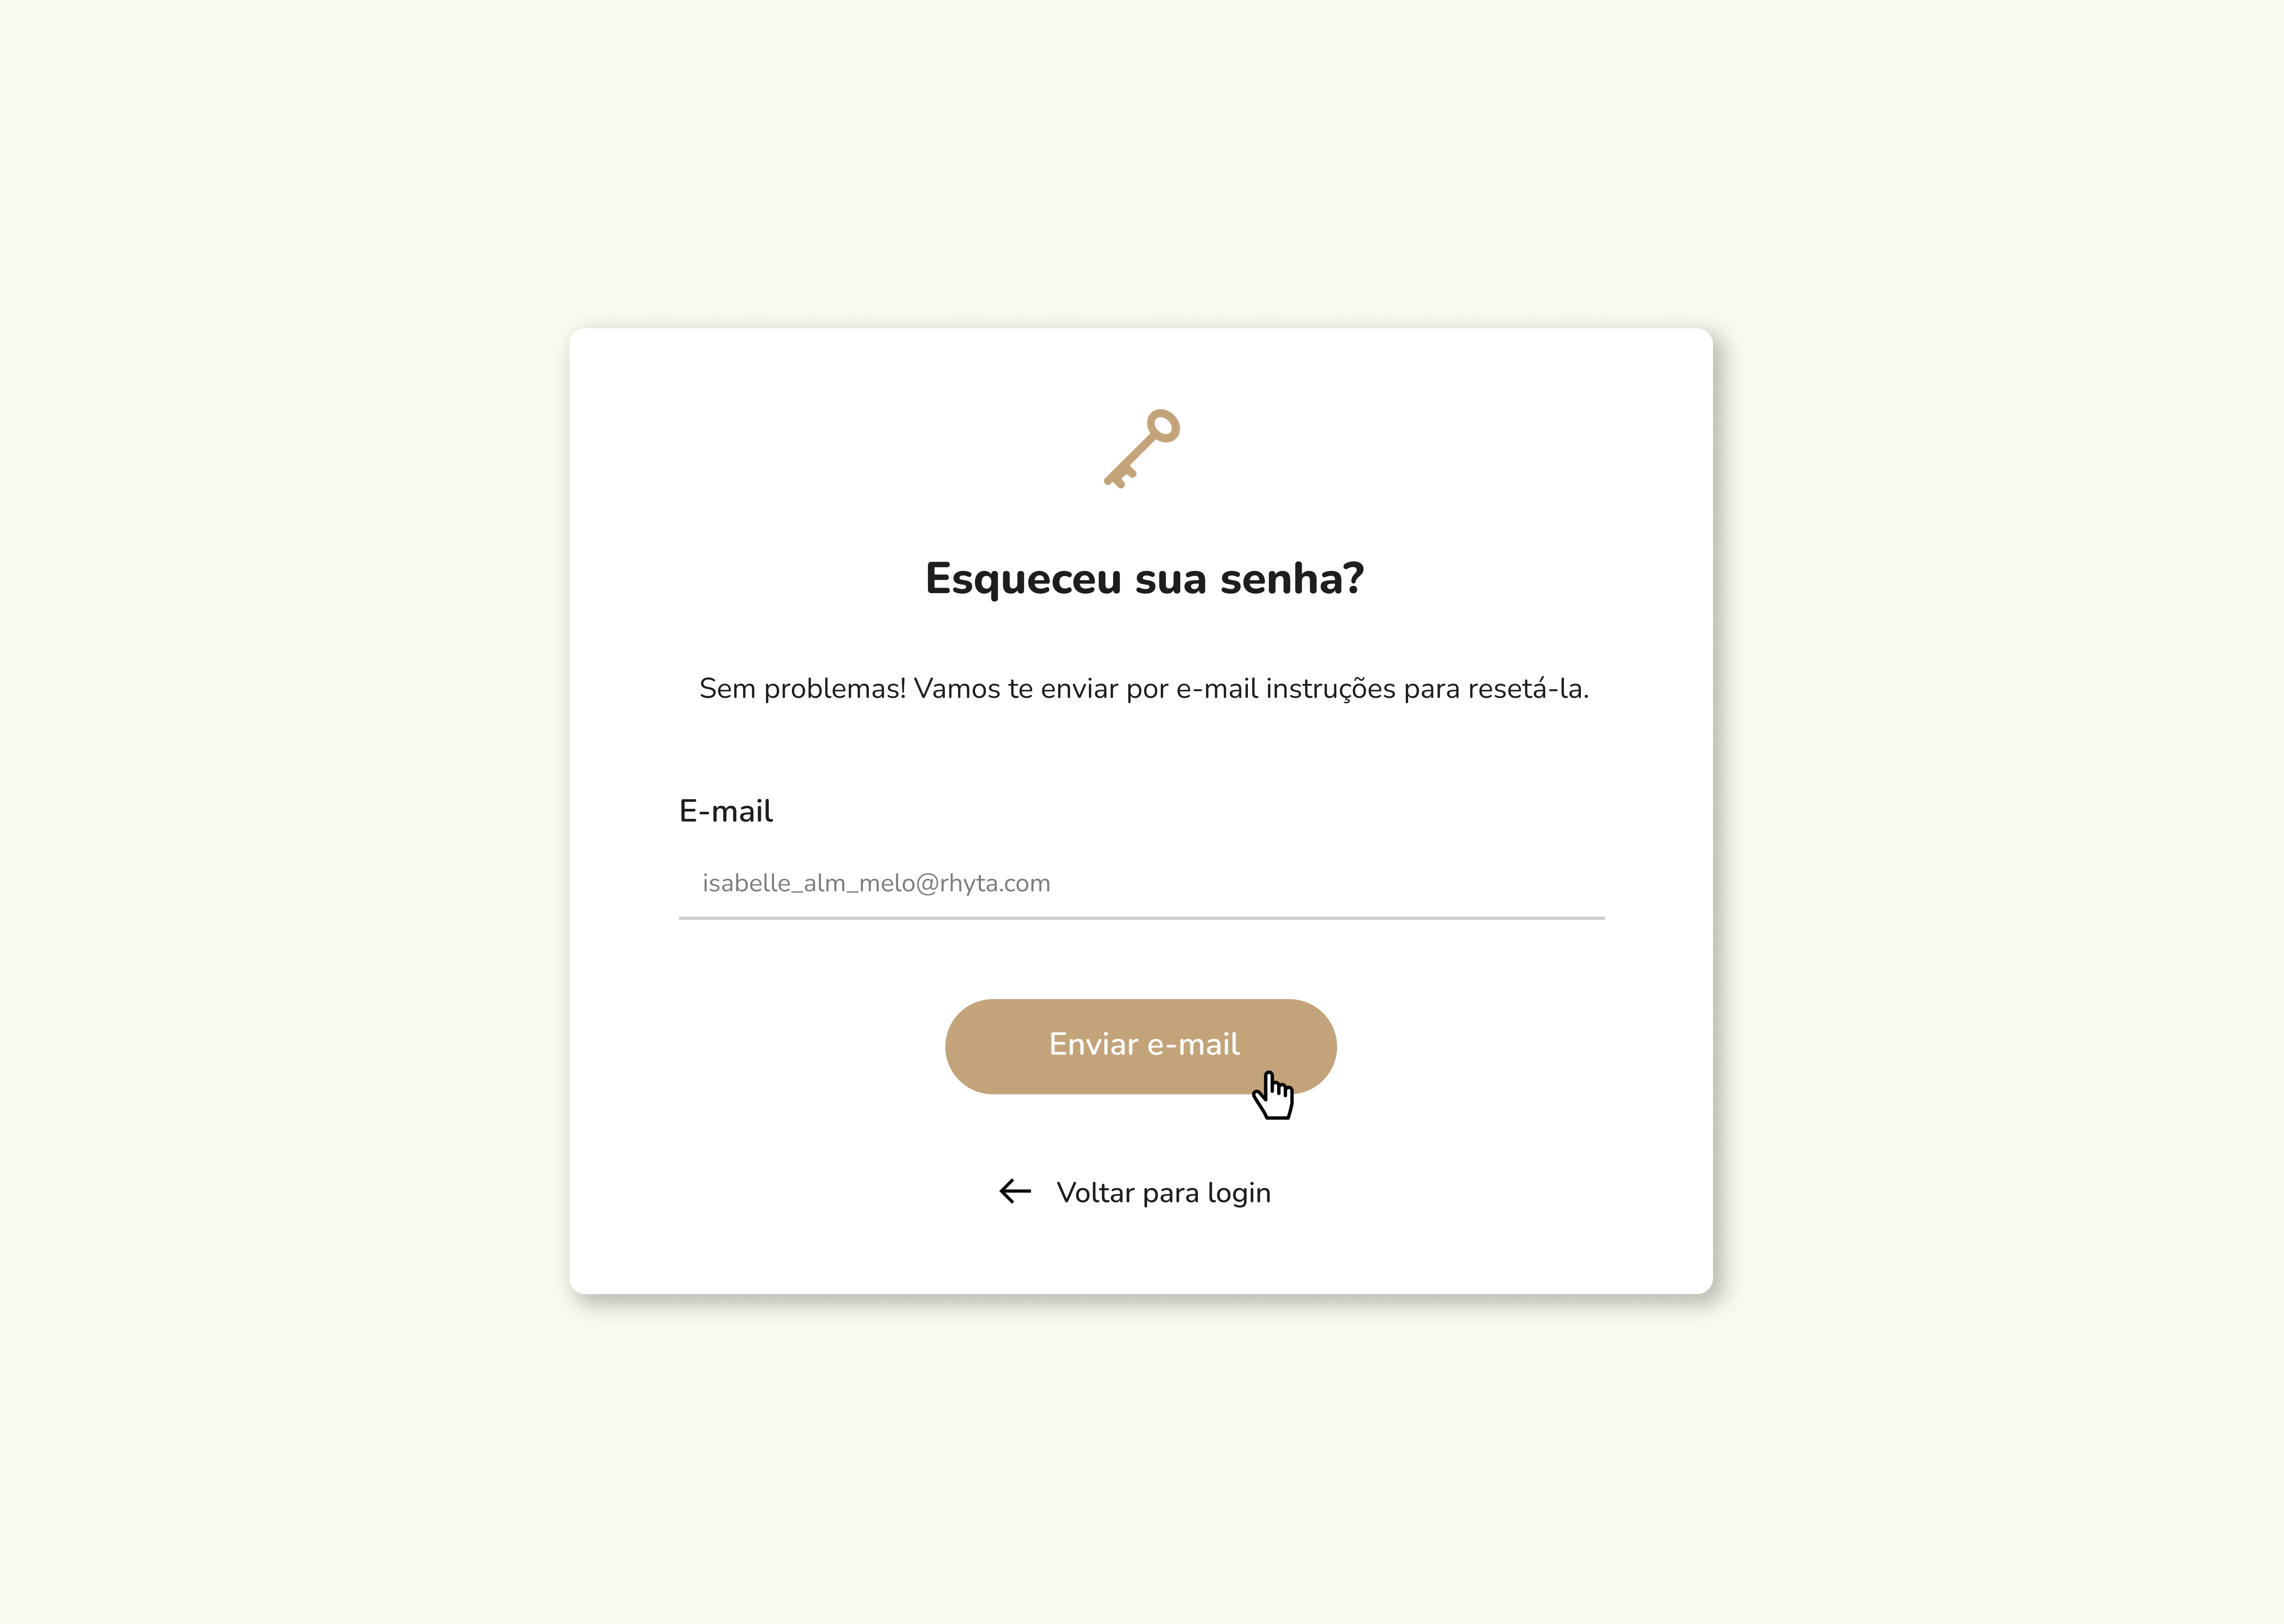 Esqueceu sua senha?
Sem problemas! Vamos te enviar por e-mail instruções para resetá-la.
E-mail
isabelle_alm_melo@rhyta.com
Enviar e-mail
Voltar para login